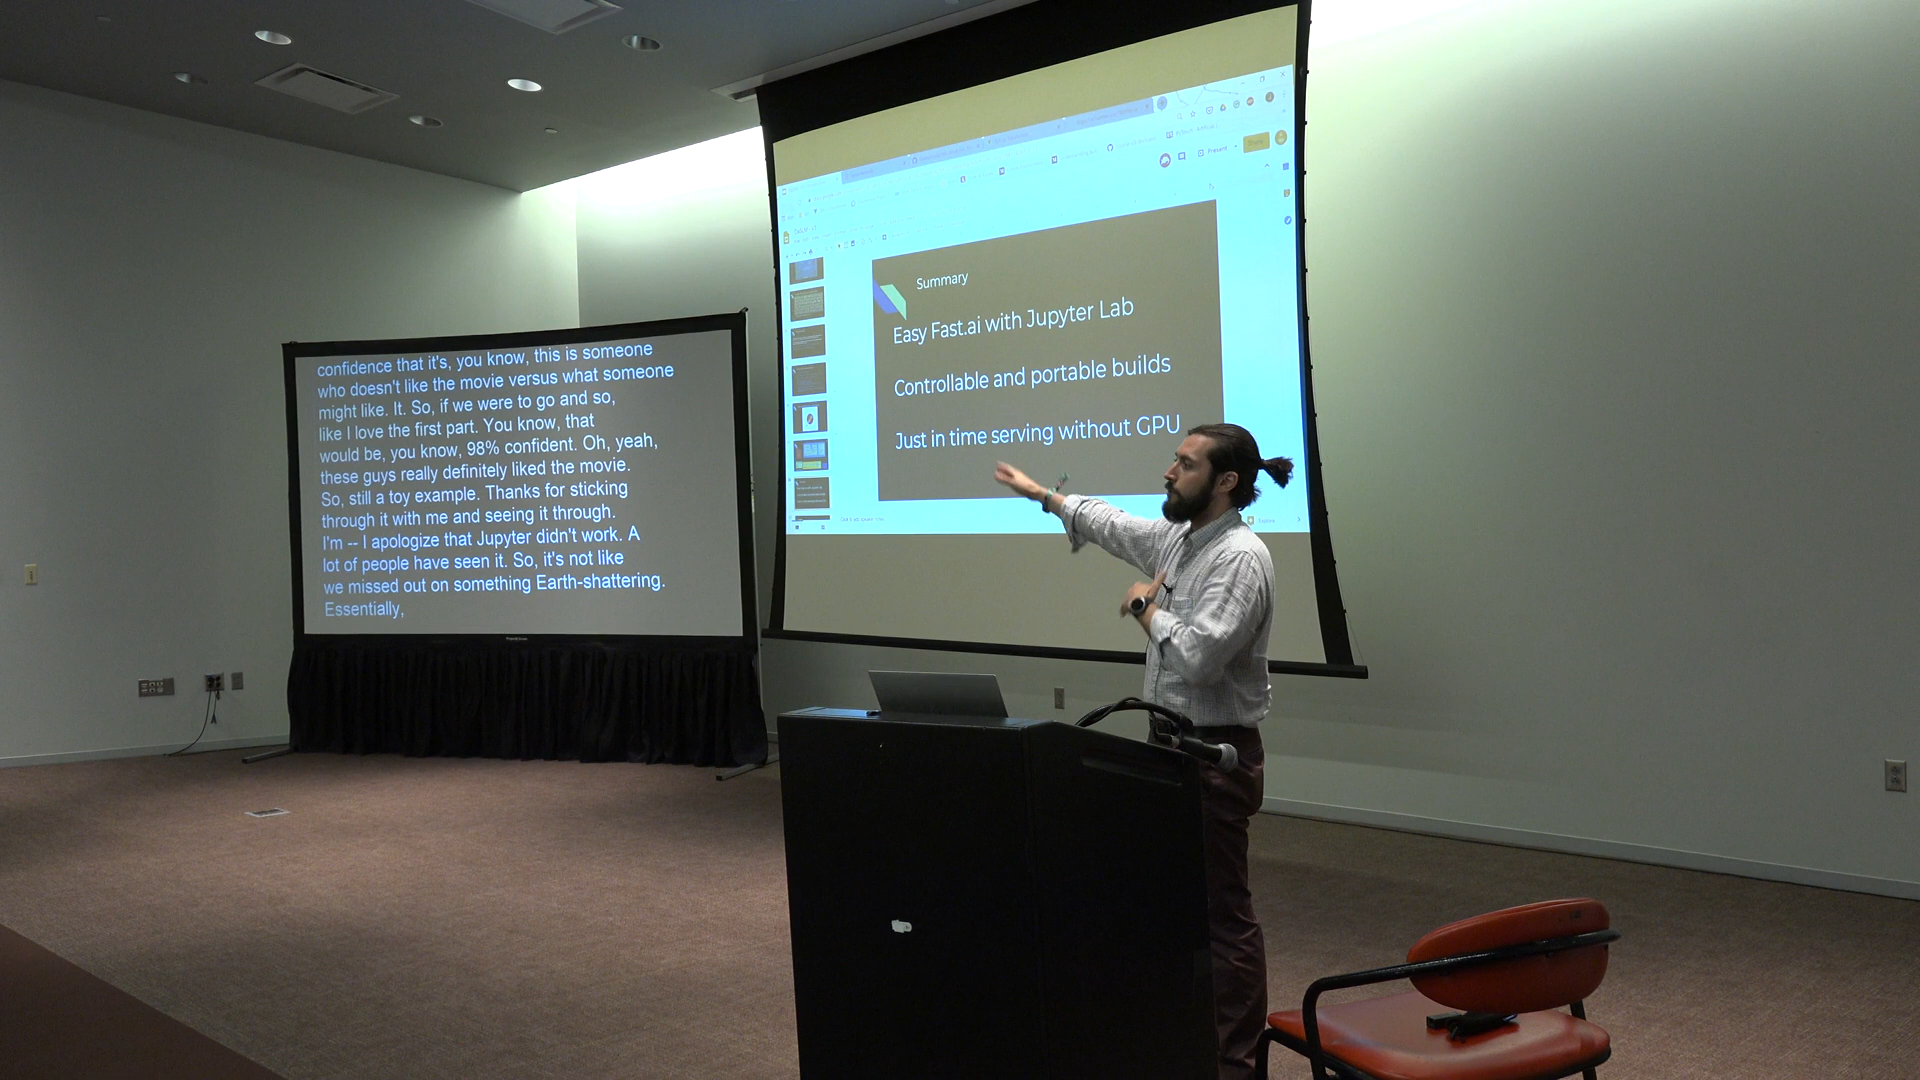 confidence that it's, you know, this is someone
who doesn't like the movie versus what someone
might like. It. So, if we were to go and so,
like I love the first part. You know, that
would be, you know, 98% confident. Oh, yeah,
these guys really definitely liked the movie.
So, still a toy example. Thanks for sticking
through it with me and seeing it through.
I'm -- I apologize that Jupyter didn't work. A
lot of people have seen it. So, it's not like
we missed out on something Earth-shattering.
Essentially,
Present
Summary
Easy Fast.ai with Jupyter Lab
Controllable and portable builds
Just in time serving without GPU
Explore